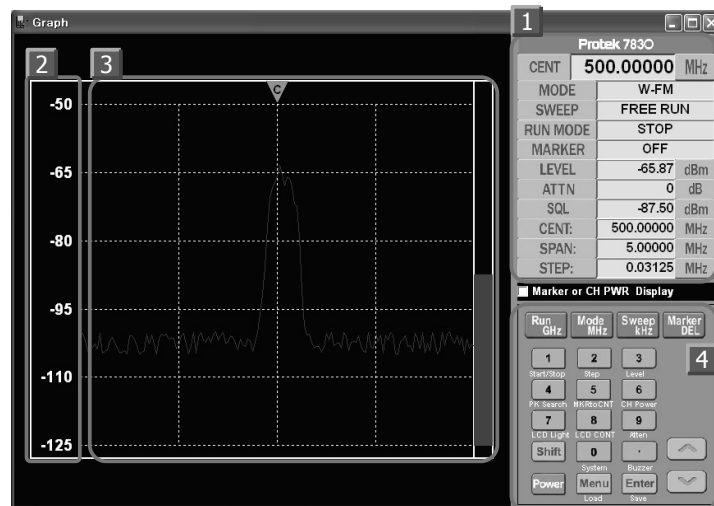 Graph
1
2
3
Protek 7830
CENT 500.00000 MHz
MODE W-FM
SWEEP FREE RUN
RUN MODE STOP
MARKER OFF
LEVEL -65.87 dBm
ATTN 0 dB
SQL -87.50 dBm
CENT: 500.00000 MHz
SPAN: 5.00000 MHz
STEP: 0.03125 MHz
C
-50
-65
-80
-95
-110
-125
Marker or CH PWR Display
4
Run GHz Mode MHz Sweep kHz Marker DEL
1 2 3
Start/Stop Step Level
4 5 6
PK Search MKRtoCNT CH Power
7 8 9
LCD Light LCD CONT Atten
Shift 0 .
System Buzzer
Power Menu Enter
Load Save